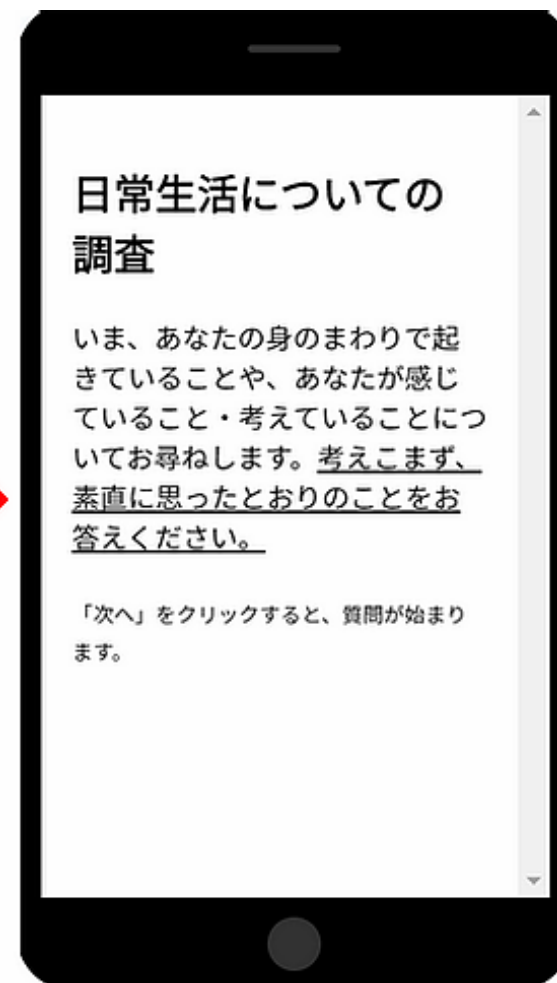 日常生活についての
調査
いま、あなたの身のまわりで起
きていることや、あなたが感じ
ていること・考えていることにつ
いてお尋ねします。考えこまず、
素直に思ったとおりのことをお
答えください。
「次へ」をクリックすると、質問が始まり
ます。